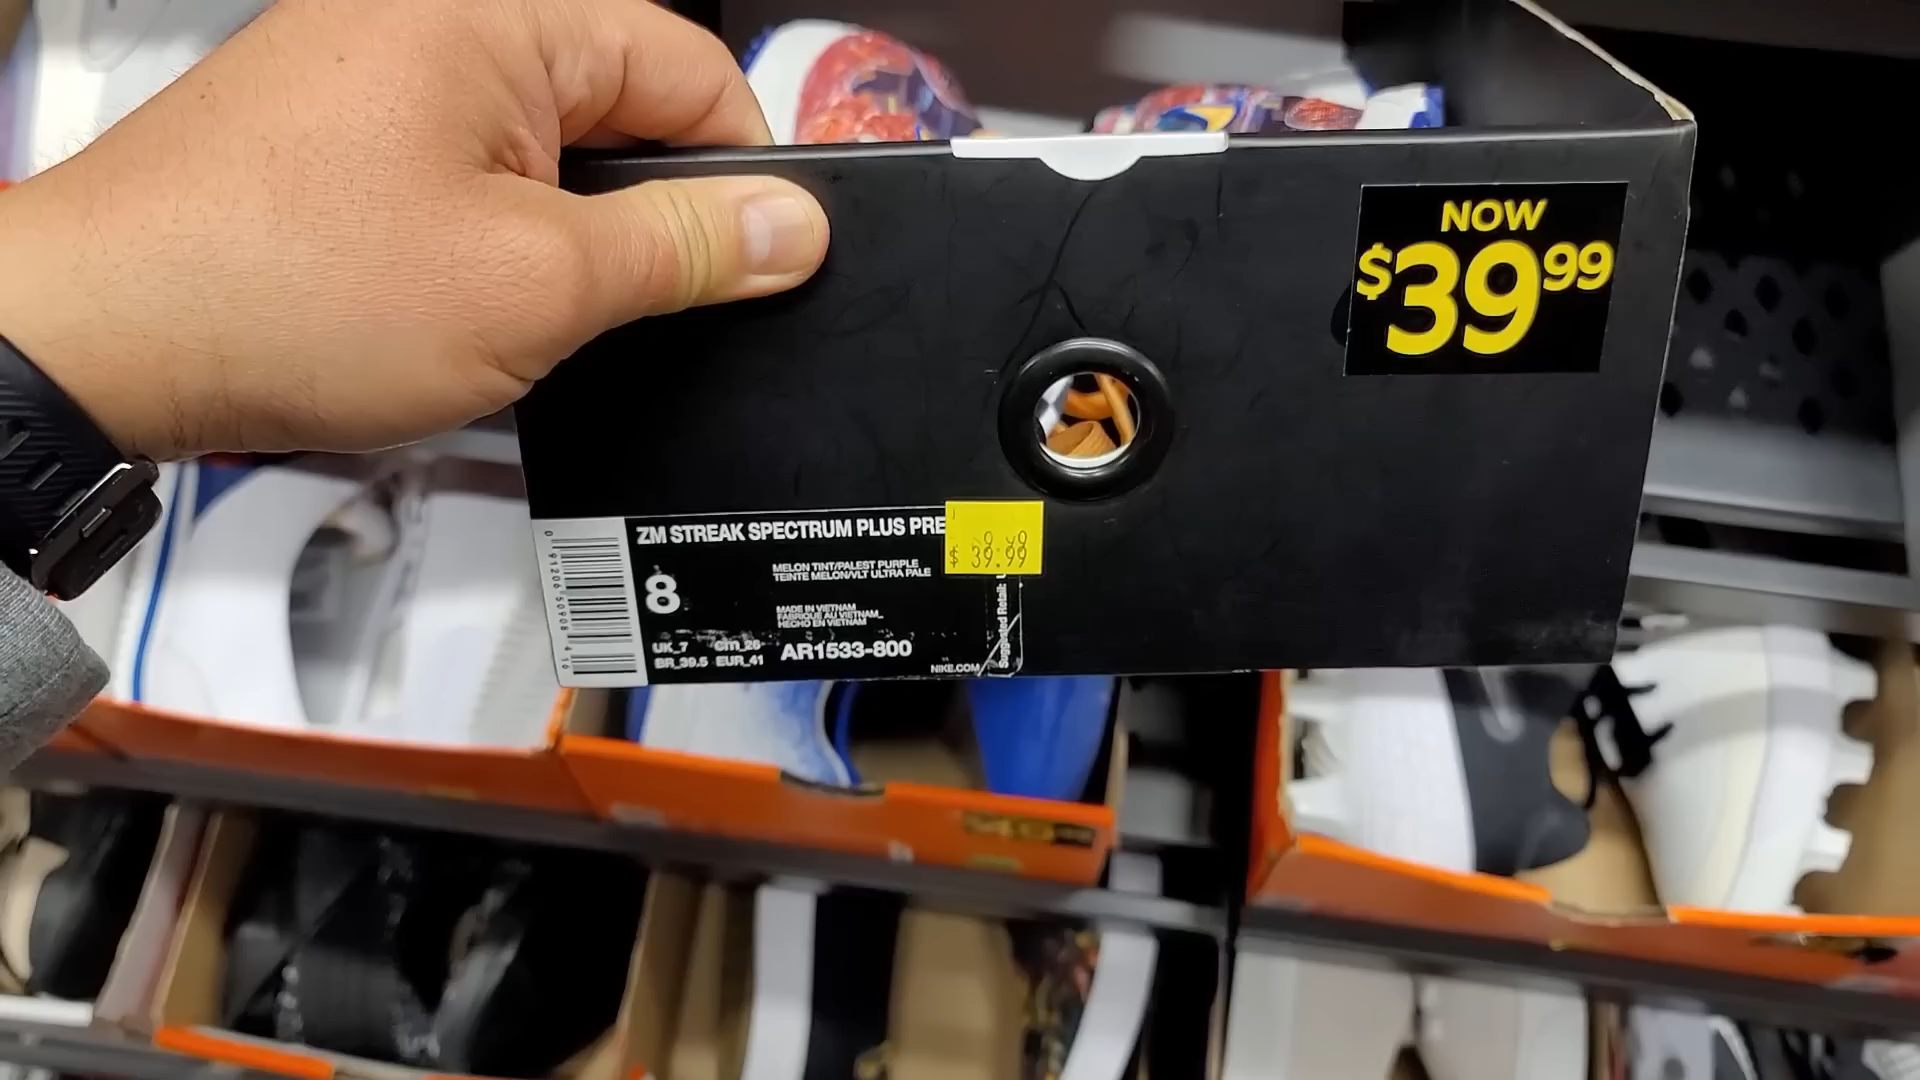 NOW
$39.99
ZM STREAK SPECTRUM PLUS PRE
$ 39.99
MELON TINT/PALEST PURPLE
TEINTE MELON/VLT ULTRA PALE
8
MADE IN VIETNAM
FABRIQUE AU VIETNAM
HECHO EN VIETNAM
UK_7 cm_26
BR_39.5 EUR_41
AR1533-800
NIKE.COM
Suggested Retail: